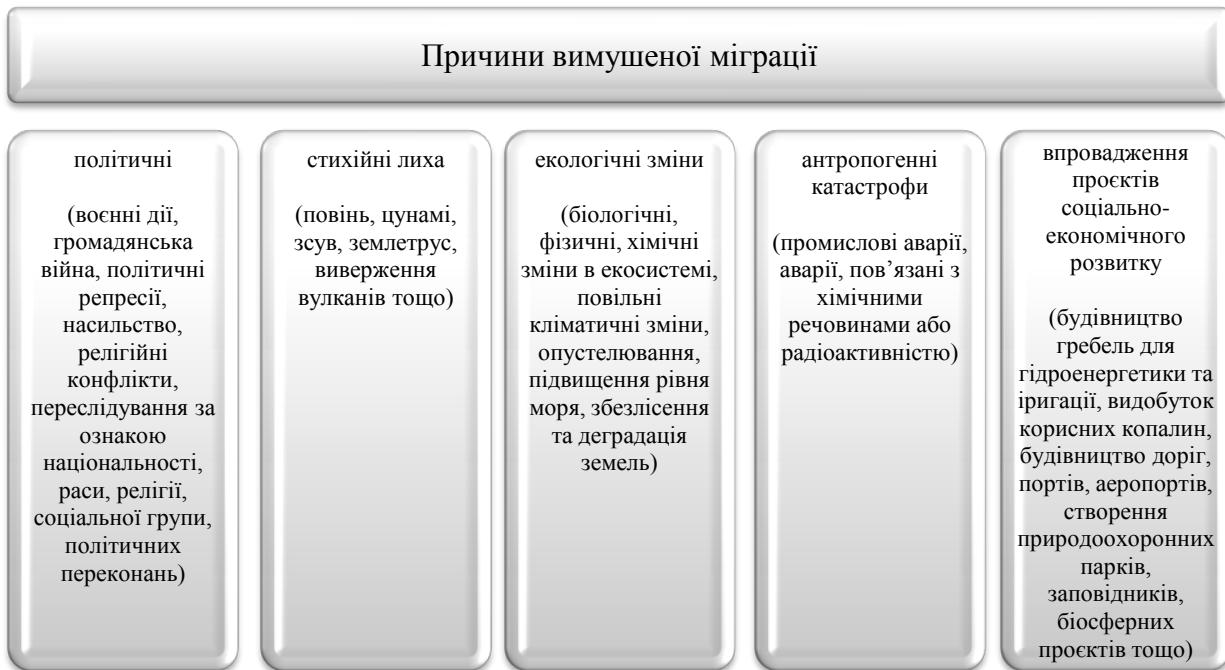 Причини вимушеної міграції
політичні
(воєнні дії,
громадянська
війна, політичні
репресії,
насильство,
релігійні
конфлікти,
переслідування за
ознакою
національності,
раси, релігії,
соціальної групи,
політичних
переконань)
стихійні лиха
(повінь, цунамі,
зсув, землетрус,
виверження
вулканів тощо)
екологічні зміни
(біологічні,
фізичні, хімічні
зміни в екосистемі,
повільні
кліматичні зміни,
опустелювання,
підвищення рівня
моря, збезлісення
та деградація
земель)
антропогенні
катастрофи
(промислові аварії,
аварії, пов’язані з
хімічними
речовинами або
радіоактивністю)
впровадження
проєктів
соціально-
економічного
розвитку
(будівництво
гребель для
гідроенергетики та
іригації, видобуток
корисних копалин,
будівництво доріг,
портів, аеропортів,
створення
природоохоронних
парків,
заповідників,
біосферних
проєктів тощо)